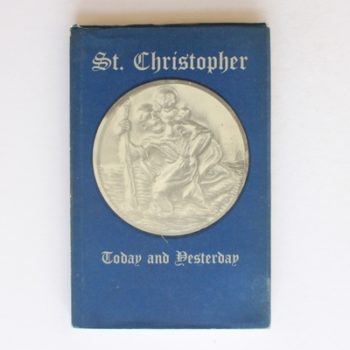 St. Christopher
Today and Yesterday